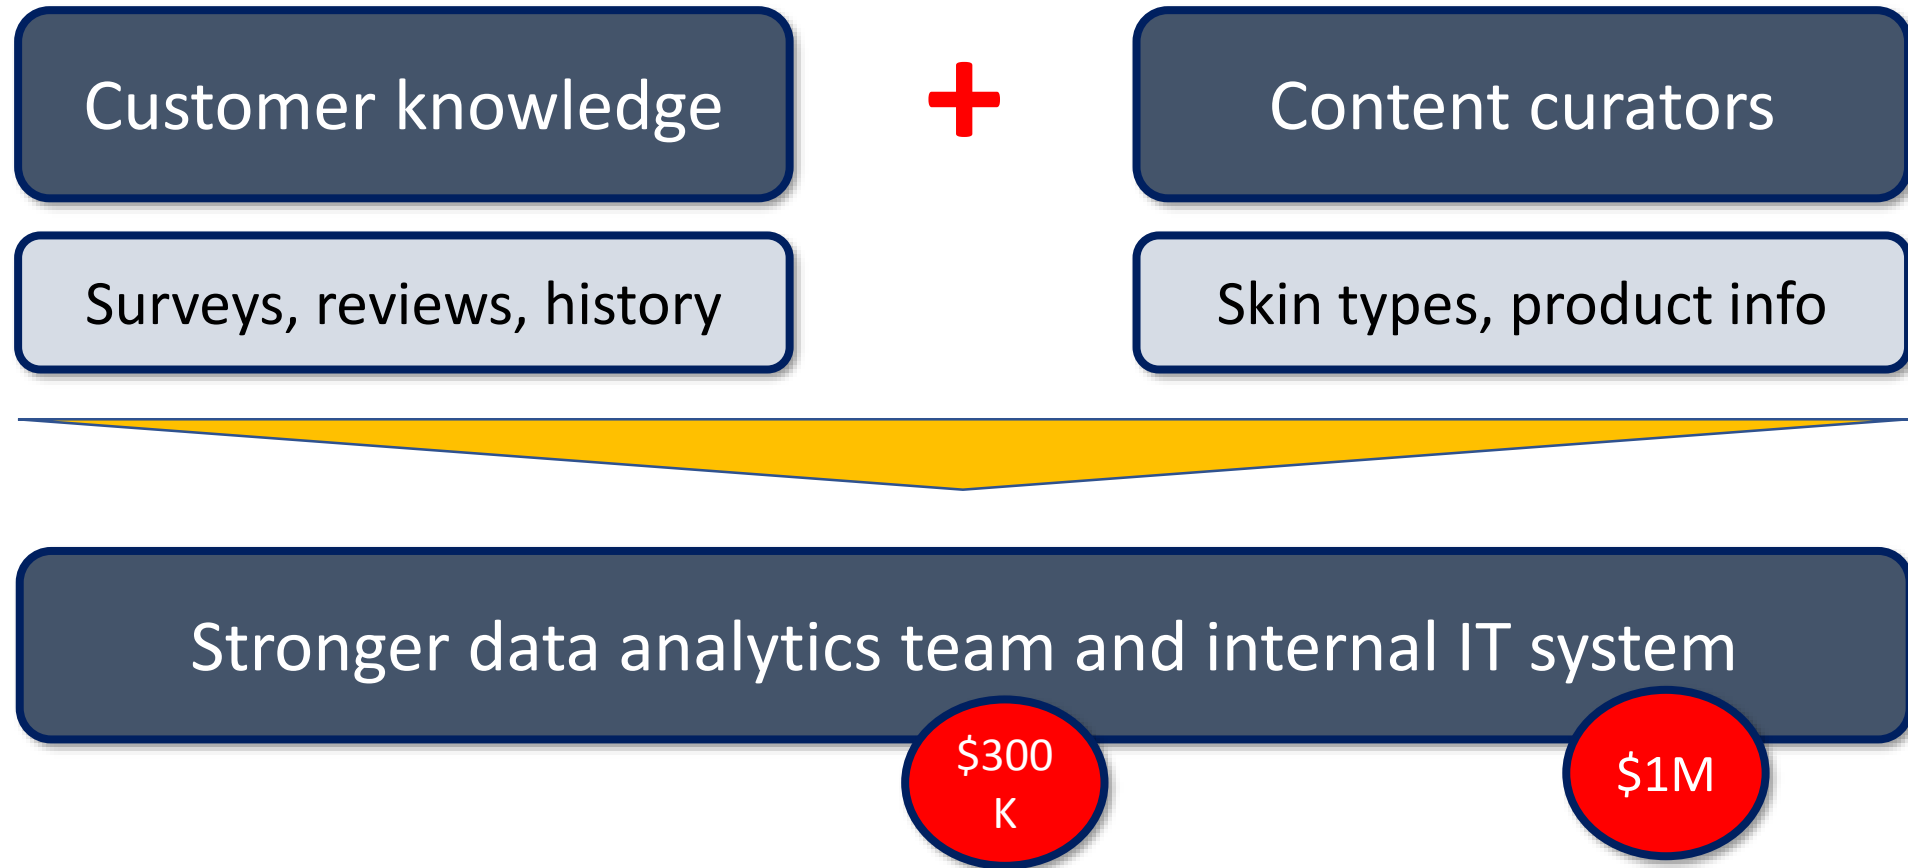 Customer knowledge
+
Content curators
Surveys, reviews, history
Skin types, product info
Stronger data analytics team and internal IT system
$300
K
$1M